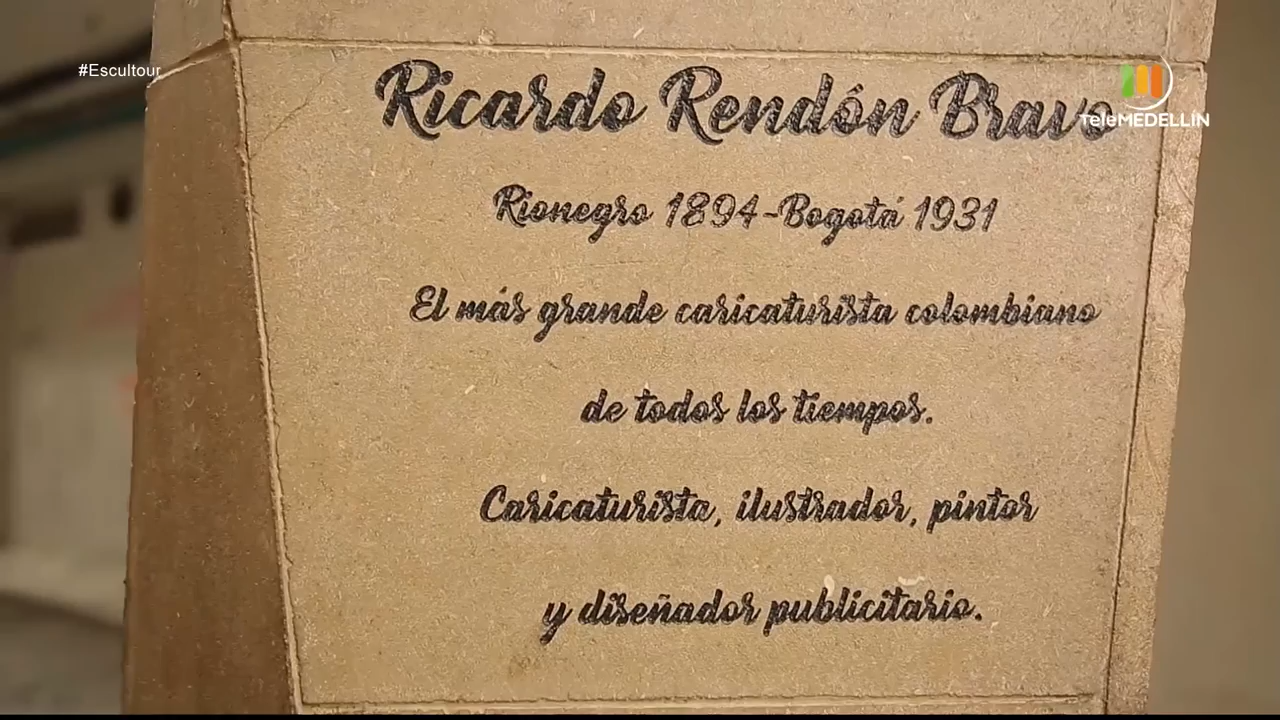 #Escultour
TeleMEDELLÍN
Ricardo Rendón Bravo
Rionegro 1894-Bogotá 1931
El más grande caricaturista colombiano
de todos los tiempos.
Caricaturista, ilustrador, pintor
y diseñador publicitario.